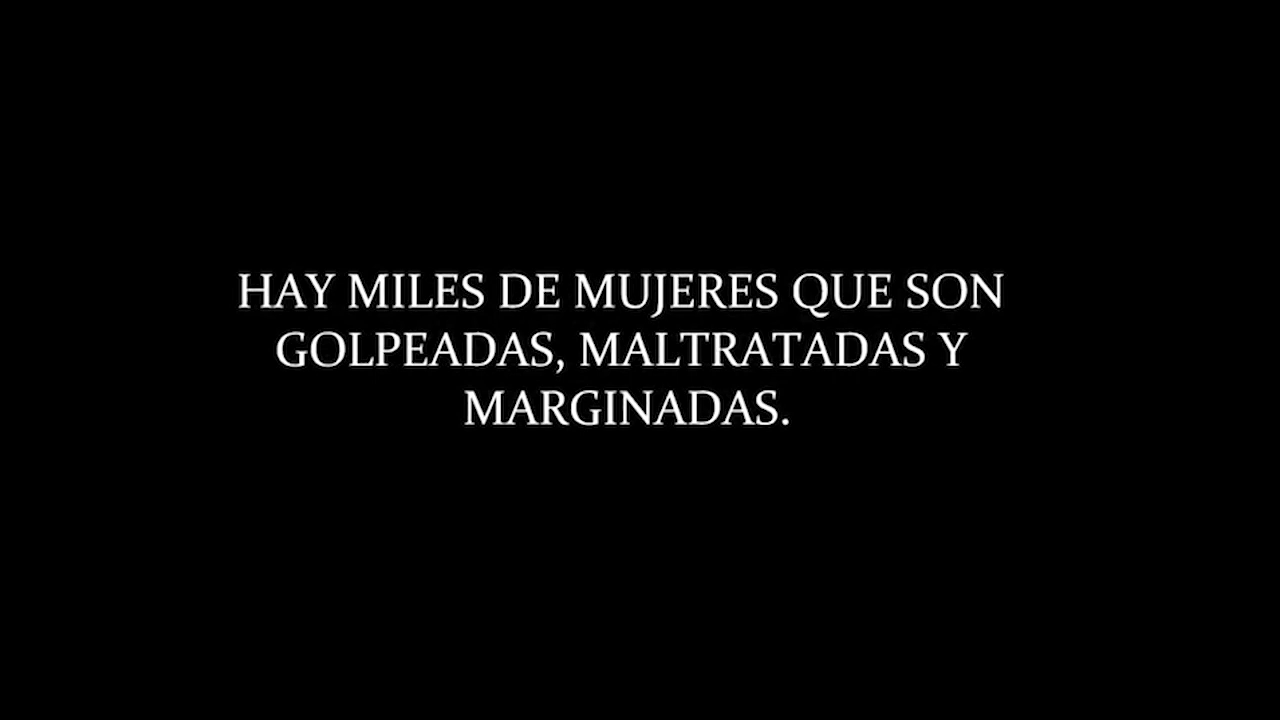 HAY MILES DE MUJERES QUE SON
GOLPEADAS, MALTRATADAS Y
MARGINADAS.